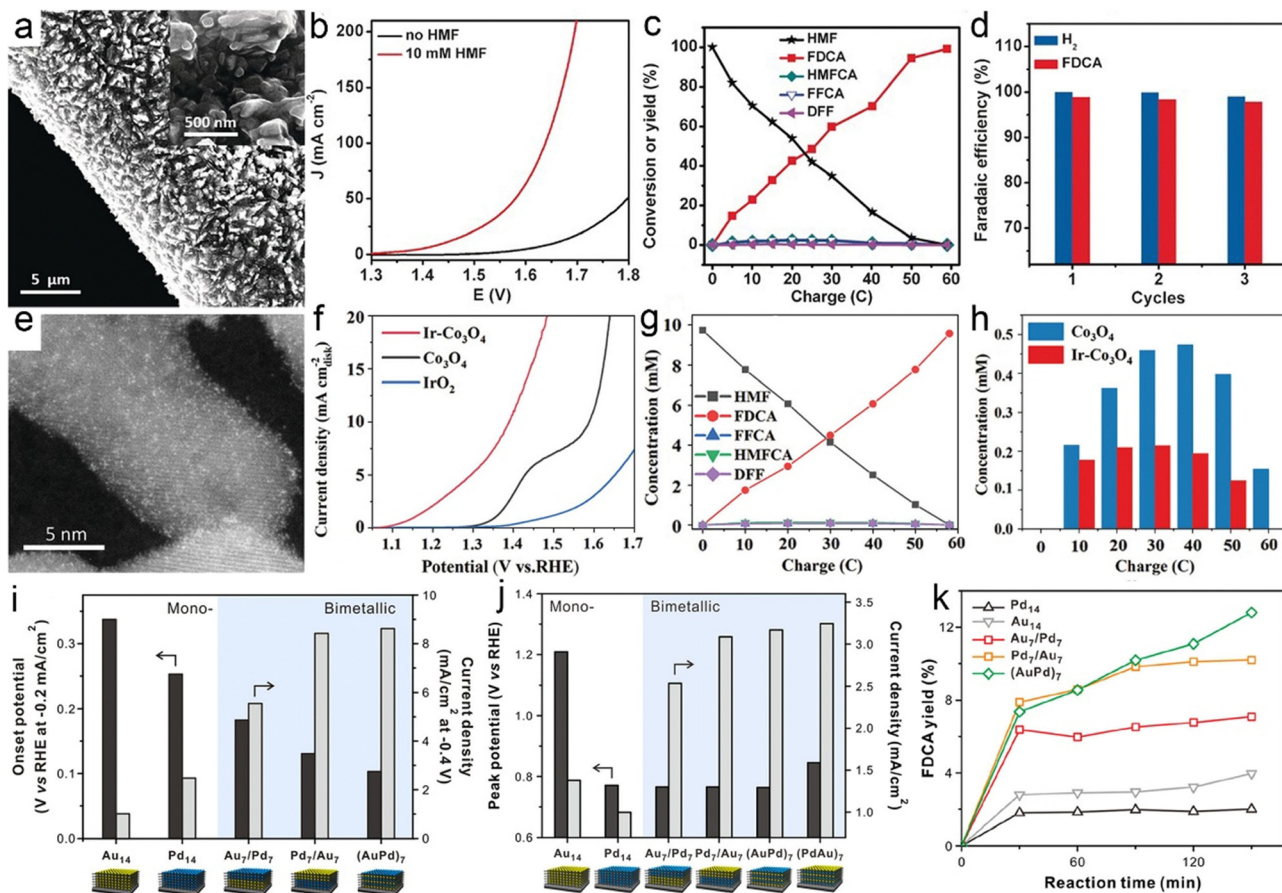 a
500 nm
5 μm
b
no HMF
10 mM HMF
J (mA cm⁻²)
200
150
100
50
0
1.3 1.4 1.5 1.6 1.7 1.8
E (V)
c
HMF
FDCA
HMFCA
FFCA
DFF
Conversion or yield (%)
100
80
60
40
20
0
0 10 20 30 40 50 60
Charge (C)
d
H₂
FDCA
Faradaic efficiency (%)
120
110
100
90
80
70
1 2 3
Cycles
e
5 nm
f
Ir-Co₃O₄
Co₃O₄
IrO₂
Current density (mA cm⁻²disk)
20
15
10
5
0
1.1 1.2 1.3 1.4 1.5 1.6 1.7
Potential (V vs.RHE)
g
HMF
FDCA
FFCA
HMFCA
DFF
Concentration (mM)
10
8
6
4
2
0
0 10 20 30 40 50 60
Charge (C)
h
Co₃O₄
Ir-Co₃O₄
Concentration (mM)
0.5
0.4
0.3
0.2
0.1
0.0
0 10 20 30 40 50 60
Charge (C)
i
Mono-
Bimetallic
Onset potential
(V vs RHE at -0.2 mA/cm²)
0.3
0.2
0.1
0.0
10
8
6
4
2
0
Current density
(mA/cm² at -0.4 V)
Au₁₄ Pd₁₄ Au₇/Pd₇ Pd₇/Au₇ (AuPd)₇
j
Mono-
Bimetallic
Peak potential (V vs RHE)
1.4
1.2
1.0
0.8
0.6
3.5
3.0
2.5
2.0
1.5
1.0
Current density (mA/cm²)
Au₁₄ Pd₁₄ Au₇/Pd₇ Pd₇/Au₇ (AuPd)₇ (PdAu)₇
k
Pd₁₄
Au₁₄
Au₇/Pd₇
Pd₇/Au₇
(AuPd)₇
FDCA yield (%)
12
8
4
0
0 60 120
Reaction time (min)